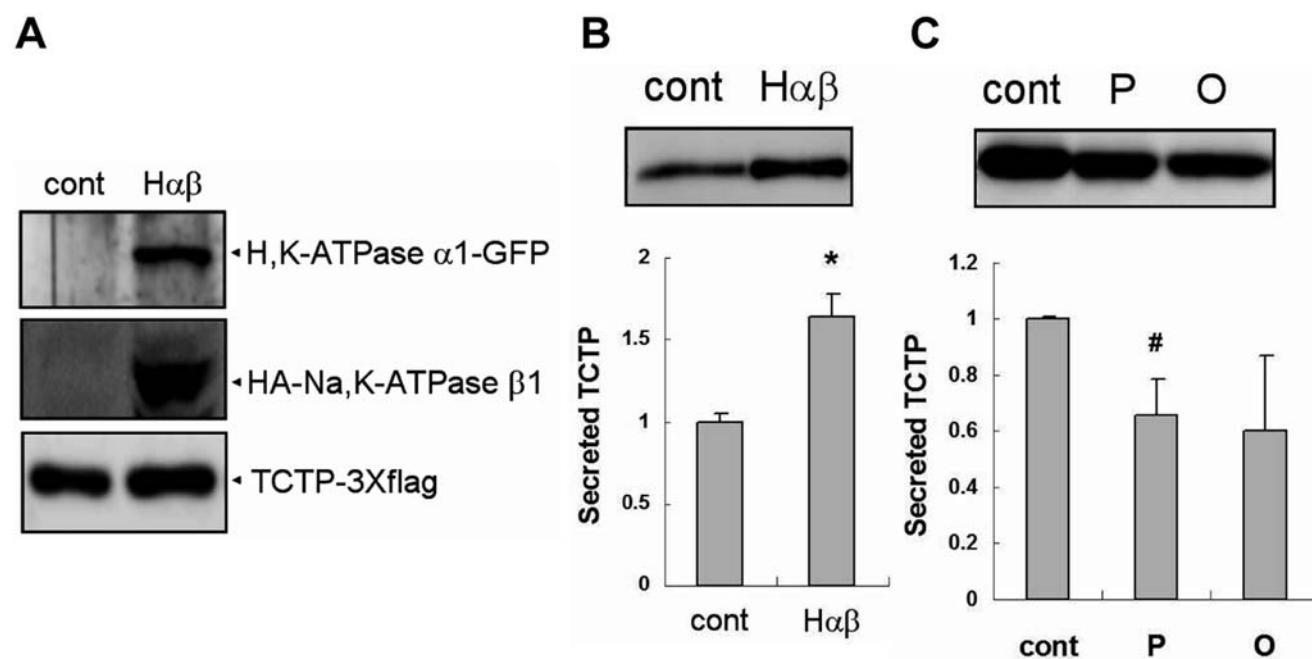 A
cont Hαβ
H,K-ATPase α1-GFP
HA-Na,K-ATPase β1
TCTP-3Xflag
B
cont Hαβ
Secreted TCTP
2
*
1.5
1
0.5
0
cont Hαβ
C
cont P O
Secreted TCTP
1.2
1
#
0.8
0.6
0.4
0.2
0
cont P O